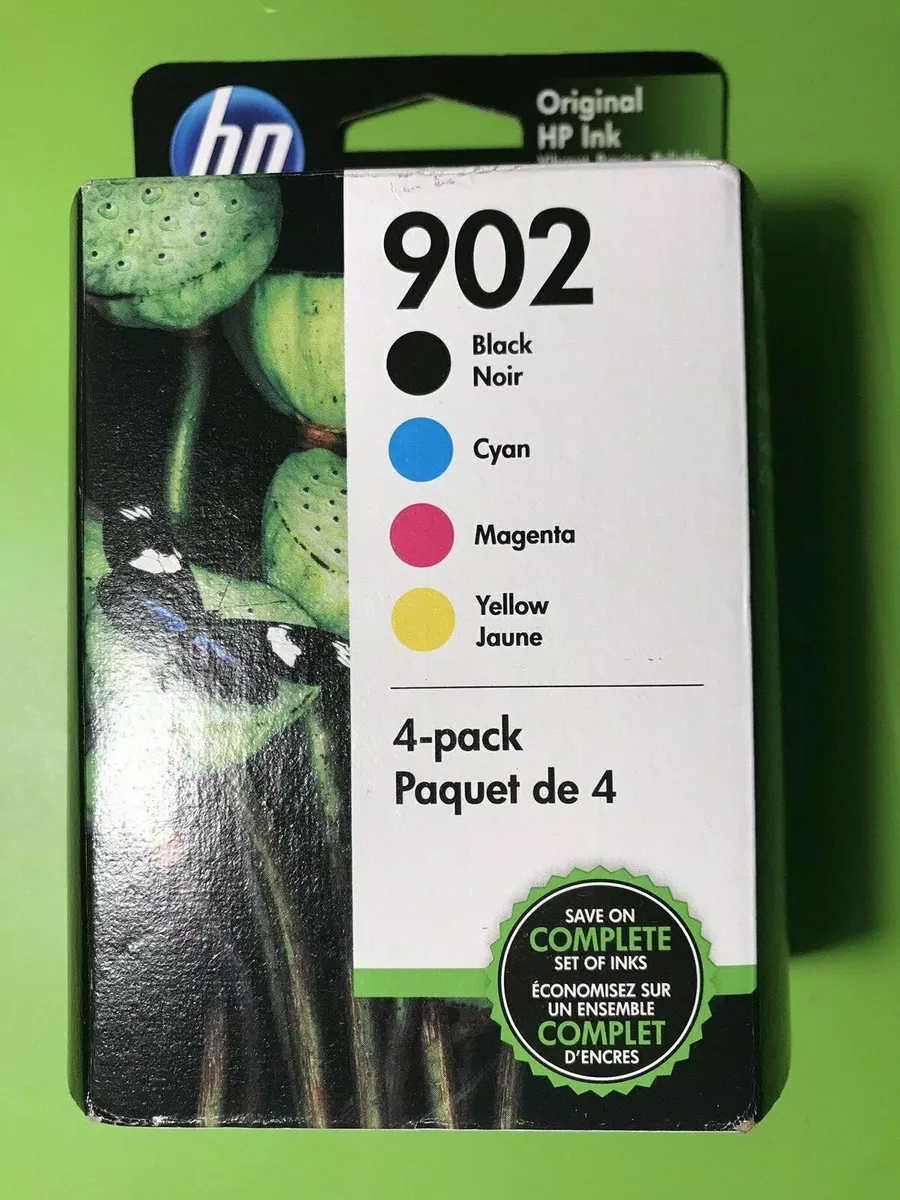 hp
Original
HP Ink
902
Black
Noir
Cyan
Magenta
Yellow
Jaune
4-pack
Paquet de 4
SAVE ON
COMPLETE
SET OF INKS
ÉCONOMISEZ SUR
UN ENSEMBLE
COMPLET
D'ENCRES